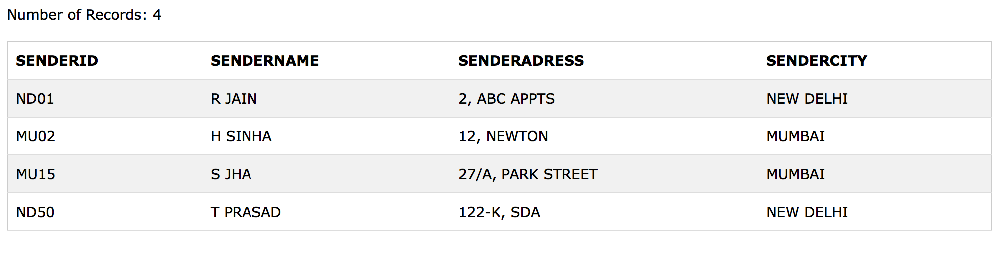 Number of Records: 4
SENDERID SENDERNAME SENDERADRESS SENDERCITY
ND01 R JAIN 2, ABC APPTS NEW DELHI
MU02 H SINHA 12, NEWTON MUMBAI
MU15 S JHA 27/A, PARK STREET MUMBAI
ND50 T PRASAD 122-K, SDA NEW DELHI